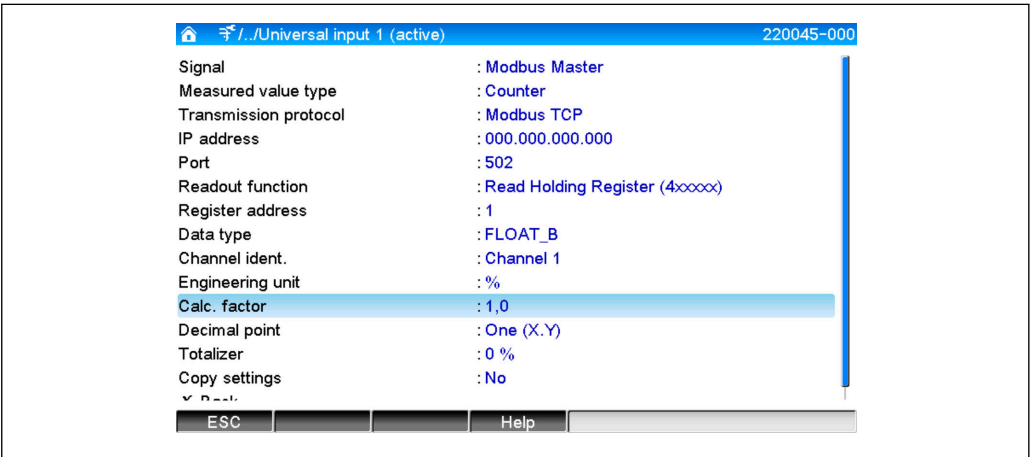 /../Universal input 1 (active) 220045-000
Signal : Modbus Master
Measured value type : Counter
Transmission protocol : Modbus TCP
IP address : 000.000.000.000
Port : 502
Readout function : Read Holding Register (4xxxxx)
Register address : 1
Data type : FLOAT_B
Channel ident. : Channel 1
Engineering unit : %
Calc. factor : 1,0
Decimal point : One (X.Y)
Totalizer : 0 %
Copy settings : No
X Back
ESC Help